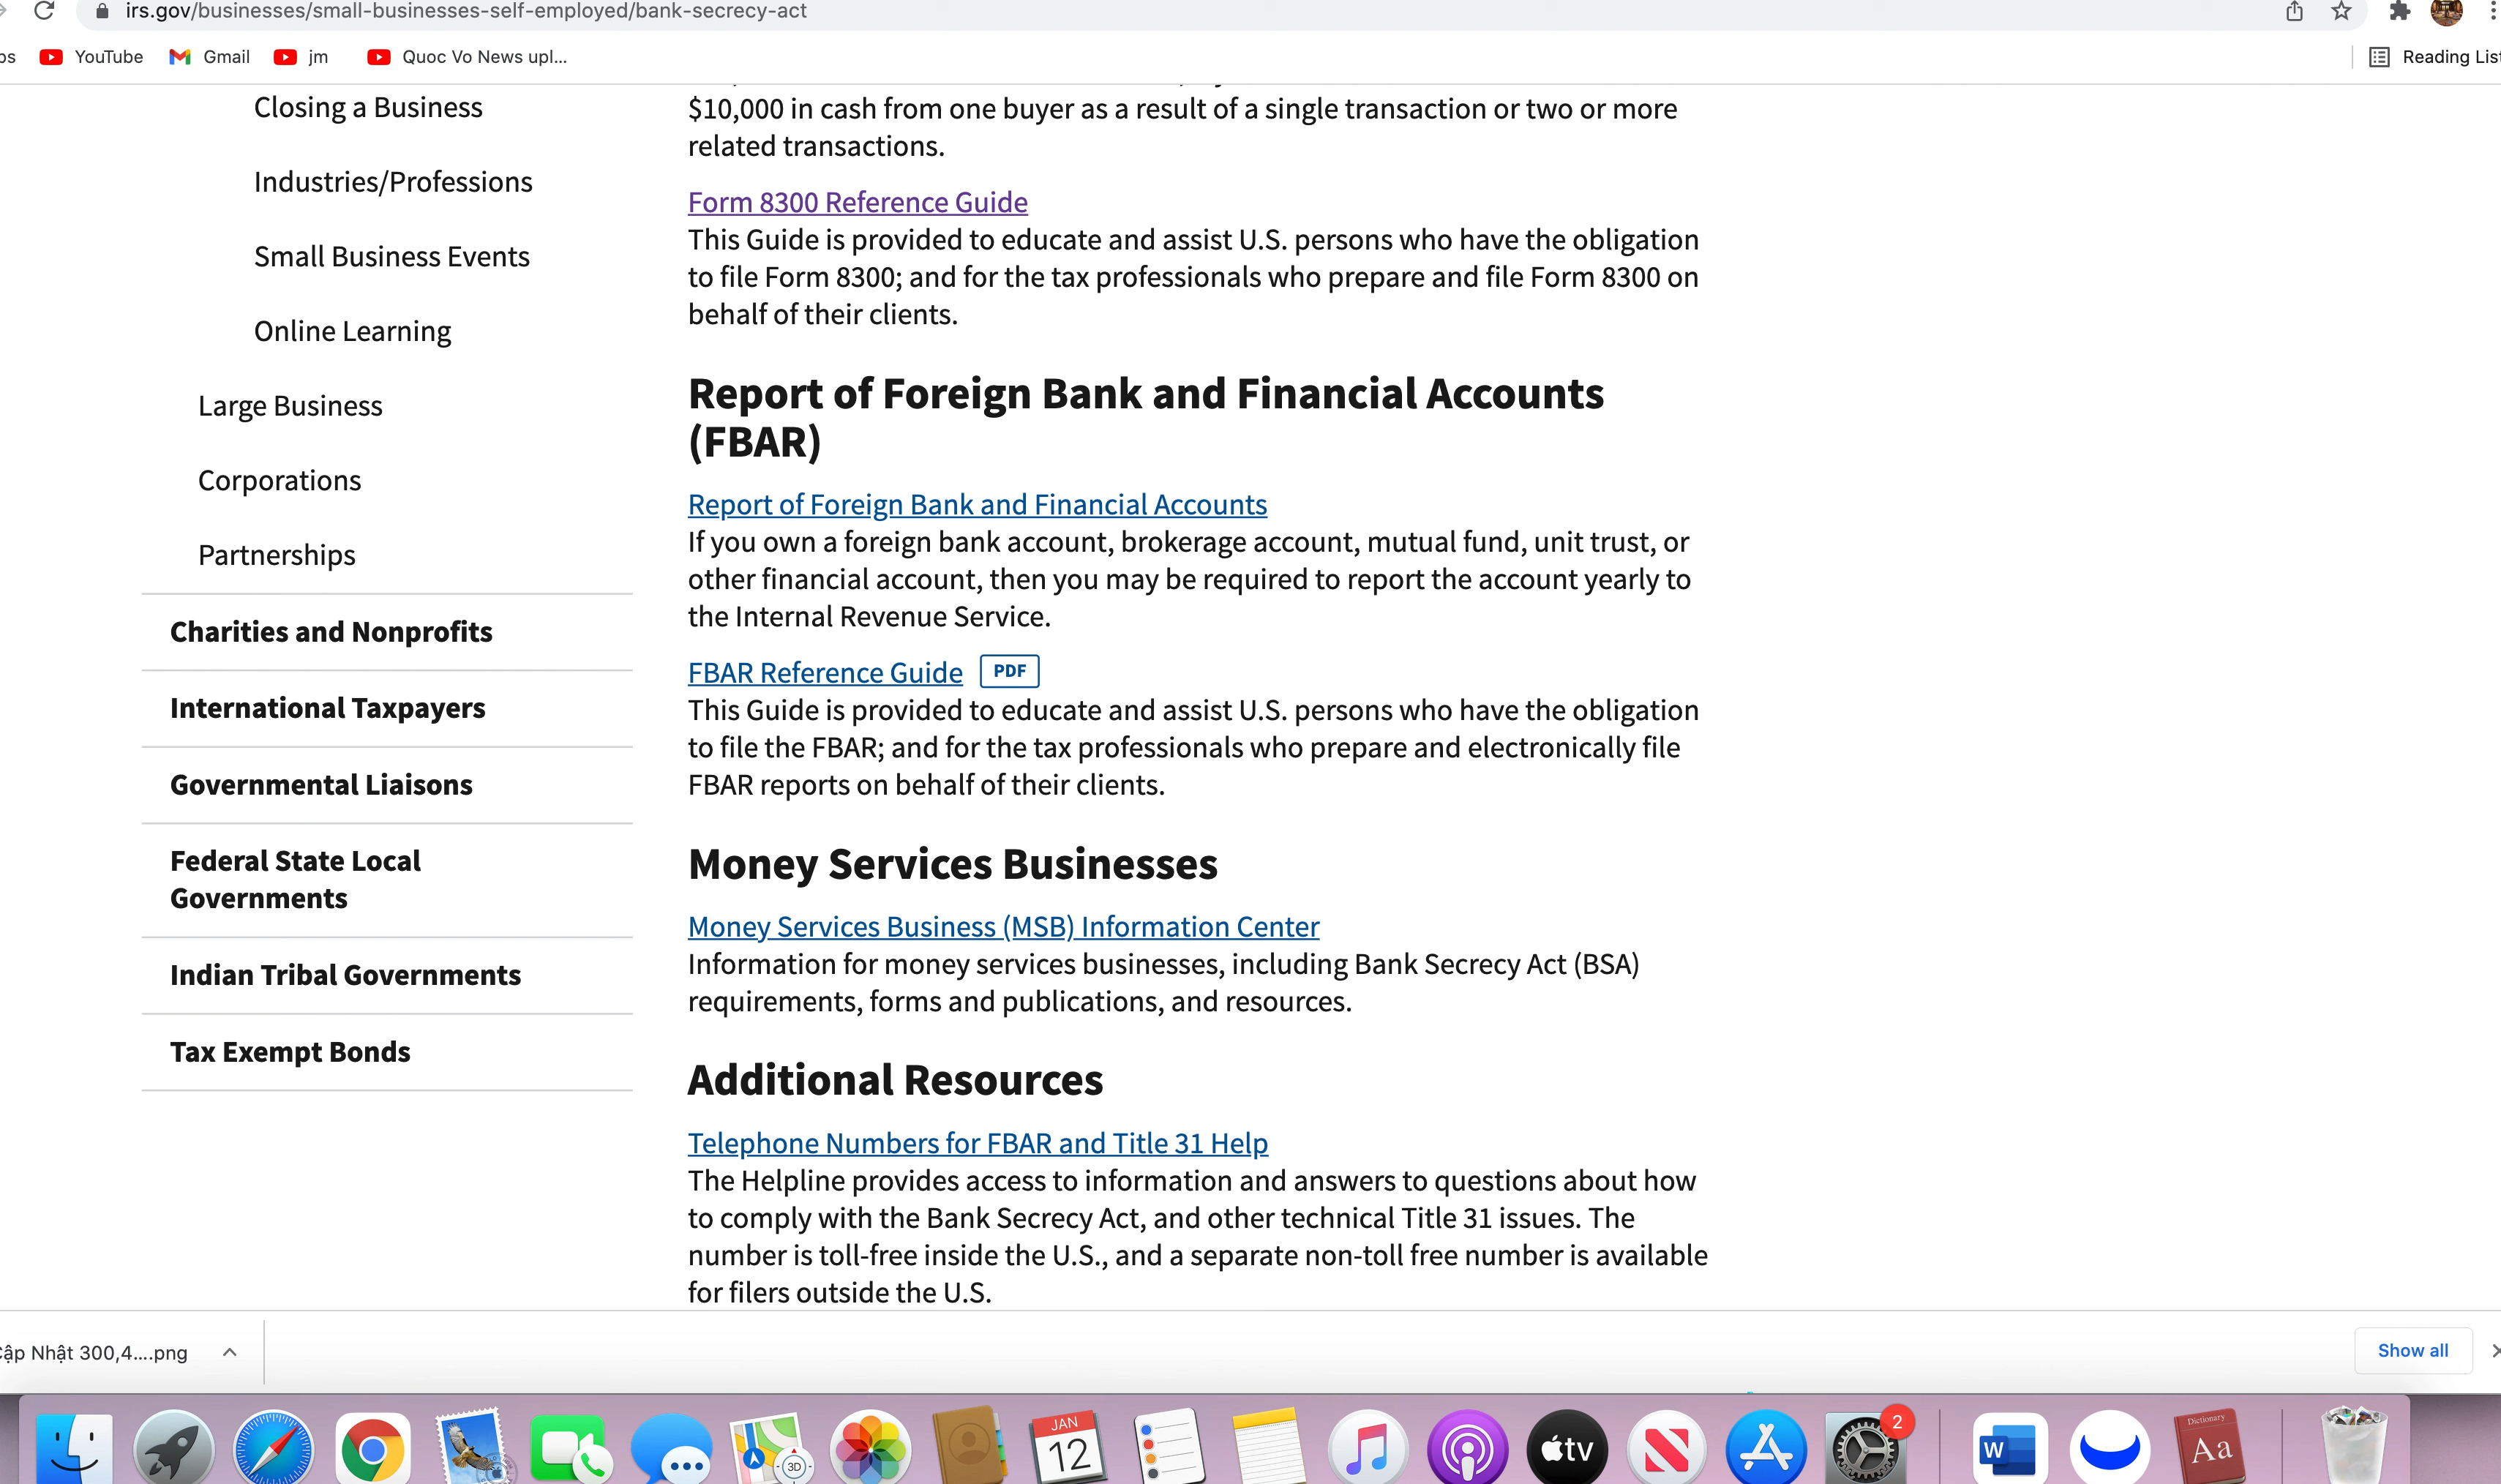 irs.gov/businesses/small-businesses-self-employed/bank-secrecy-act
YouTube
Gmail
jm
Quoc Vo News upl...
Reading List
Closing a Business
Industries/Professions
Small Business Events
Online Learning
Large Business
Corporations
Partnerships
Charities and Nonprofits
International Taxpayers
Governmental Liaisons
Federal State Local
Governments
Indian Tribal Governments
Tax Exempt Bonds
$10,000 in cash from one buyer as a result of a single transaction or two or more
related transactions.
Form 8300 Reference Guide
This Guide is provided to educate and assist U.S. persons who have the obligation
to file Form 8300; and for the tax professionals who prepare and file Form 8300 on
behalf of their clients.
Report of Foreign Bank and Financial Accounts
(FBAR)
Report of Foreign Bank and Financial Accounts
If you own a foreign bank account, brokerage account, mutual fund, unit trust, or
other financial account, then you may be required to report the account yearly to
the Internal Revenue Service.
FBAR Reference Guide PDF
This Guide is provided to educate and assist U.S. persons who have the obligation
to file the FBAR; and for the tax professionals who prepare and electronically file
FBAR reports on behalf of their clients.
Money Services Businesses
Money Services Business (MSB) Information Center
Information for money services businesses, including Bank Secrecy Act (BSA)
requirements, forms and publications, and resources.
Additional Resources
Telephone Numbers for FBAR and Title 31 Help
The Helpline provides access to information and answers to questions about how
to comply with the Bank Secrecy Act, and other technical Title 31 issues. The
number is toll-free inside the U.S., and a separate non-toll free number is available
for filers outside the U.S.
Cập Nhật 300,4....png
Show all
3D
JAN
12
tv
2
W
Dictionary
Aa